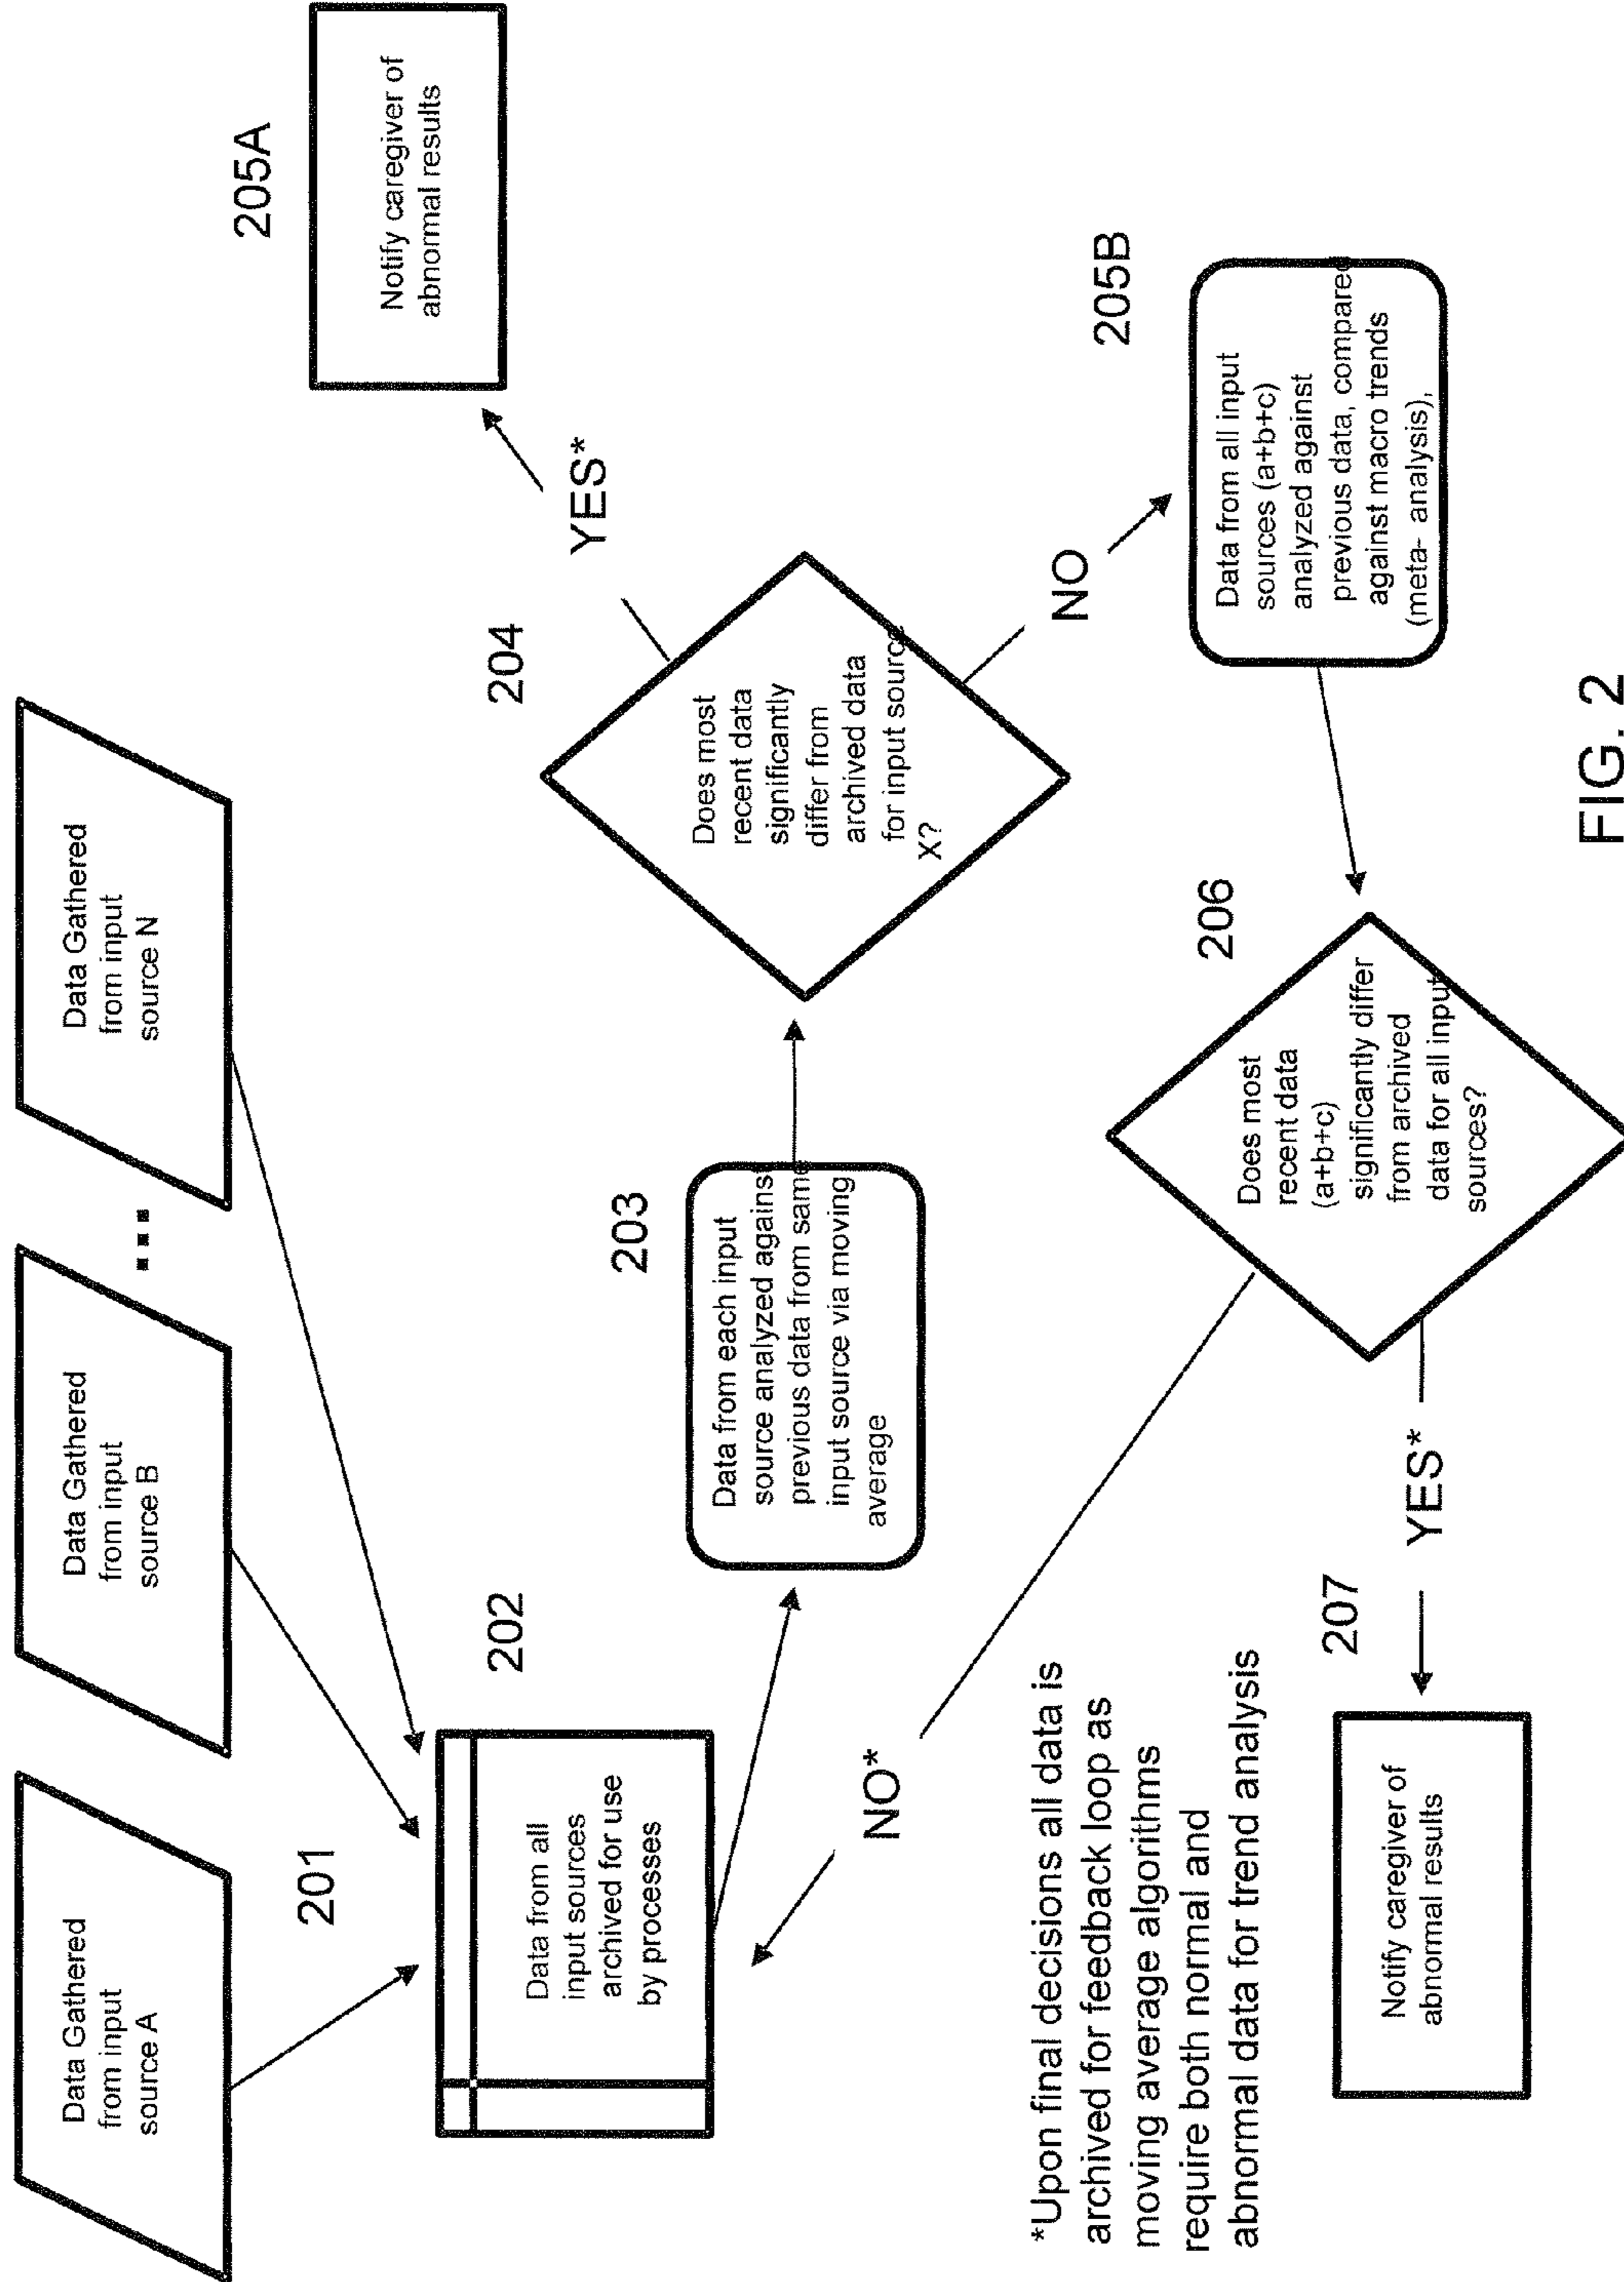 Data Gathered
from input
source A
Data Gathered
from input
source B
...
Data Gathered
from input
source N
201
202
Data from all
input sources
archived for use
by processes
203
Data from each input
source analyzed against
previous data from same
input source via moving
average
204
Does most
recent data
significantly
differ from
archived data
for input source
X?
YES*
205A
Notify caregiver of
abnormal results
NO
205B
Data from all input
sources (a+b+c)
analyzed against
previous data, compared
against macro trends
(meta- analysis),
206
Does most
recent data
(a+b+c)
significantly differ
from archived
data for all input
sources?
NO*
YES*
207
Notify caregiver of
abnormal results
*Upon final decisions all data is
archived for feedback loop as
moving average algorithms
require both normal and
abnormal data for trend analysis
FIG. 2